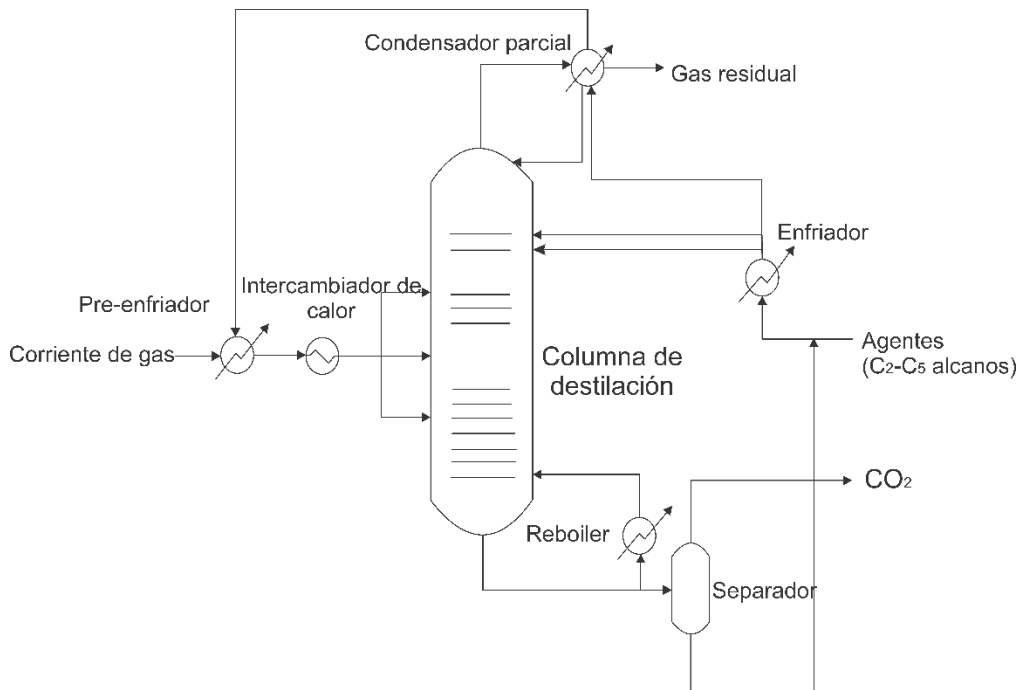 Condensador parcial
Gas residual
Enfriador
Intercambiador de
calor
Pre-enfriador
Corriente de gas
Columna de
destilación
Agentes
(C₂-C₅ alcanos)
CO₂
Reboiler
Separador